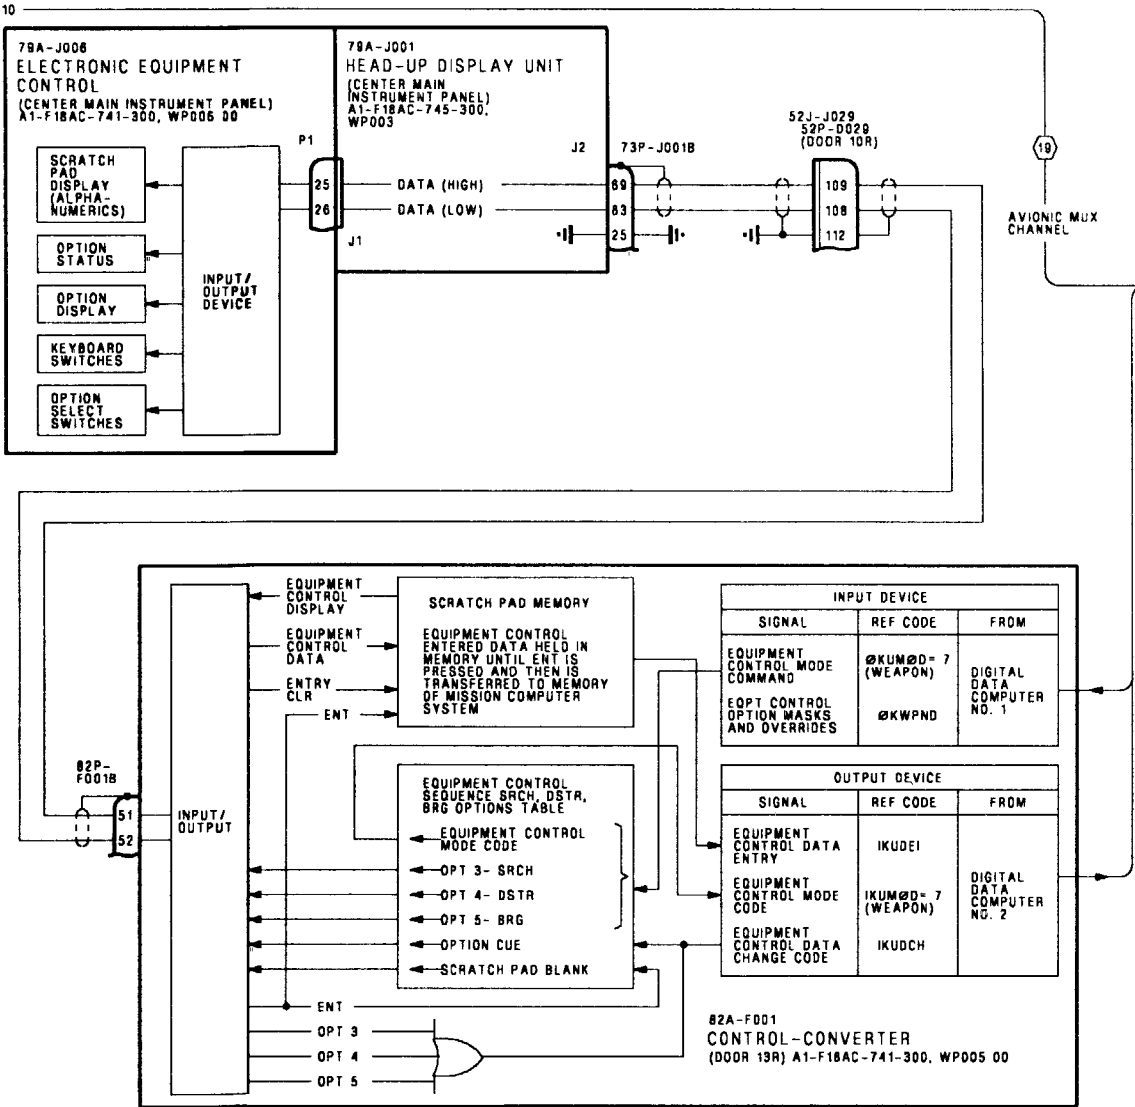 10
79A-J006
ELECTRONIC EQUIPMENT
CONTROL
(CENTER MAIN INSTRUMENT PANEL)
A1-F18AC-741-300, WP006 00
SCRATCH
PAD
DISPLAY
(ALPHA-
NUMERICS)
OPTION
STATUS
OPTION
DISPLAY
KEYBOARD
SWITCHES
OPTION
SELECT
SWITCHES
INPUT/
OUTPUT
DEVICE
P1
25
26
J1
79A-J001
HEAD-UP DISPLAY UNIT
(CENTER MAIN
INSTRUMENT PANEL)
A1-F18AC-745-300,
WP003
DATA (HIGH)
DATA (LOW)
J2
73P-J001B
69
83
25
52J-J029
52P-D029
(DOOR 10R)
109
108
112
19
AVIONIC MUX
CHANNEL
82P-
F001B
51
52
INPUT/
OUTPUT
EQUIPMENT
CONTROL
DISPLAY
EQUIPMENT
CONTROL
DATA
ENTRY
CLR
ENT
SCRATCH PAD MEMORY
EQUIPMENT CONTROL
ENTERED DATA HELD IN
MEMORY UNTIL ENT IS
PRESSED AND THEN IS
TRANSFERRED TO MEMORY
OF MISSION COMPUTER
SYSTEM
EQUIPMENT CONTROL
SEQUENCE SRCH, DSTR,
BRG OPTIONS TABLE
EQUIPMENT CONTROL
MODE CODE
OPT 3- SRCH
OPT 4- DSTR
OPT 5- BRG
OPTION CUE
SCRATCH PAD BLANK
ENT
OPT 3
OPT 4
OPT 5
INPUT DEVICE
SIGNAL REF CODE FROM
EQUIPMENT
CONTROL MODE
COMMAND
ØKUMØD= 7
(WEAPON)
EOPT CONTROL
OPTION MASKS
AND OVERRIDES
ØKWPND
DIGITAL
DATA
COMPUTER
NO. 1
OUTPUT DEVICE
SIGNAL REF CODE FROM
EQUIPMENT
CONTROL DATA
ENTRY
IKUDEI
EQUIPMENT
CONTROL MODE
CODE
IKUMØD= 7
(WEAPON)
EQUIPMENT
CONTROL DATA
CHANGE CODE
IKUDCH
DIGITAL
DATA
COMPUTER
NO. 2
82A-F001
CONTROL-CONVERTER
(DOOR 13R) A1-F18AC-741-300, WP005 00